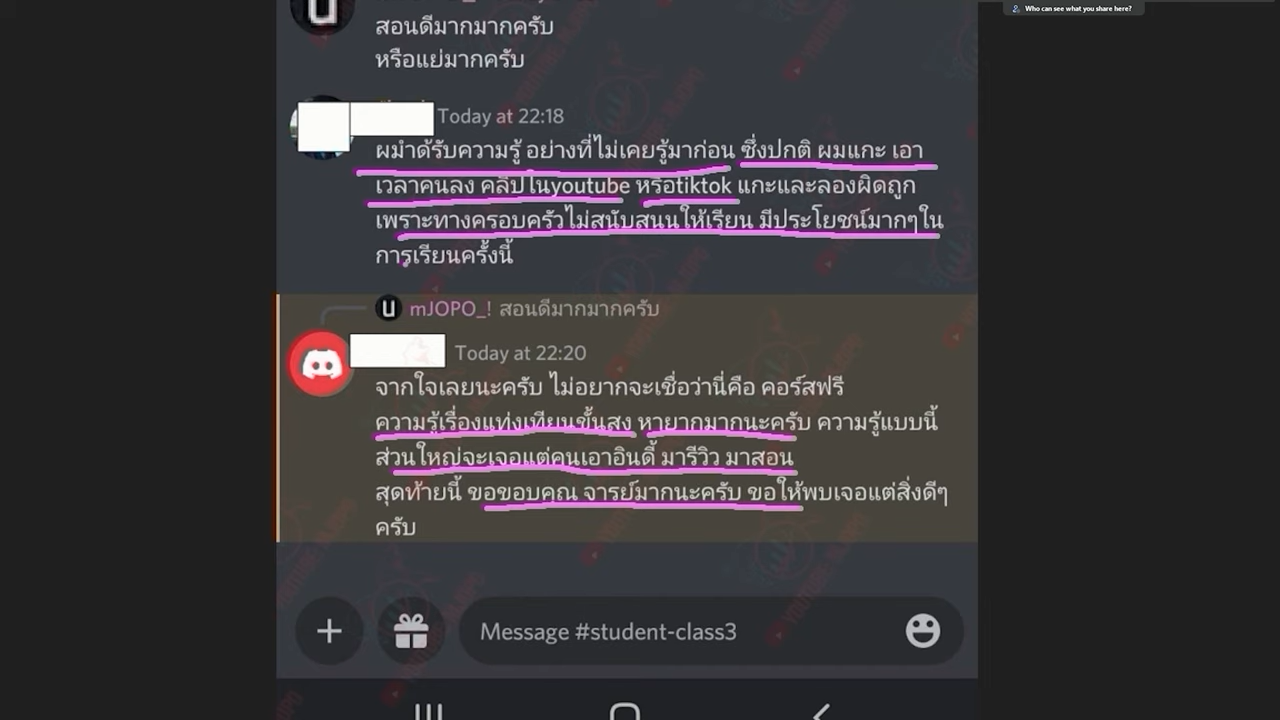 Who can see what you share here?
สอนดีมากมากครับ
หรือแย่มากครับ
Today at 22:18
ผมำด้รับความรู้ อย่างที่ไม่เคยรู้มาก่อน ซึ่งปกติ ผมแกะ เอา
เวลาคนลง คลิปในyoutube หรือtiktok แกะและลองผิดถูก
เพราะทางครอบครัวไม่สนับสนนให้เรียน มีประโยชน์มากๆใน
การเรียนครั้งนี้
mJOPO_! สอนดีมากมากครับ
Today at 22:20
จากใจเลยนะครับ ไม่อยากจะเชื่อว่านี่คือ คอร์สฟรี
ความรู้เรื่องแท่งเทียนขั้นสง หายากมากนะครับ ความรู้แบบนี้
ส่วนใหญ่จะเจอแต่คนเอาอินดี้ มารีวิว มาสอน
สุดท้ายนี้ ขอขอบคุณ จารย์มากนะครับ ขอให้พบเจอแต่สิ่งดีๆ
ครับ
Message #student-class3